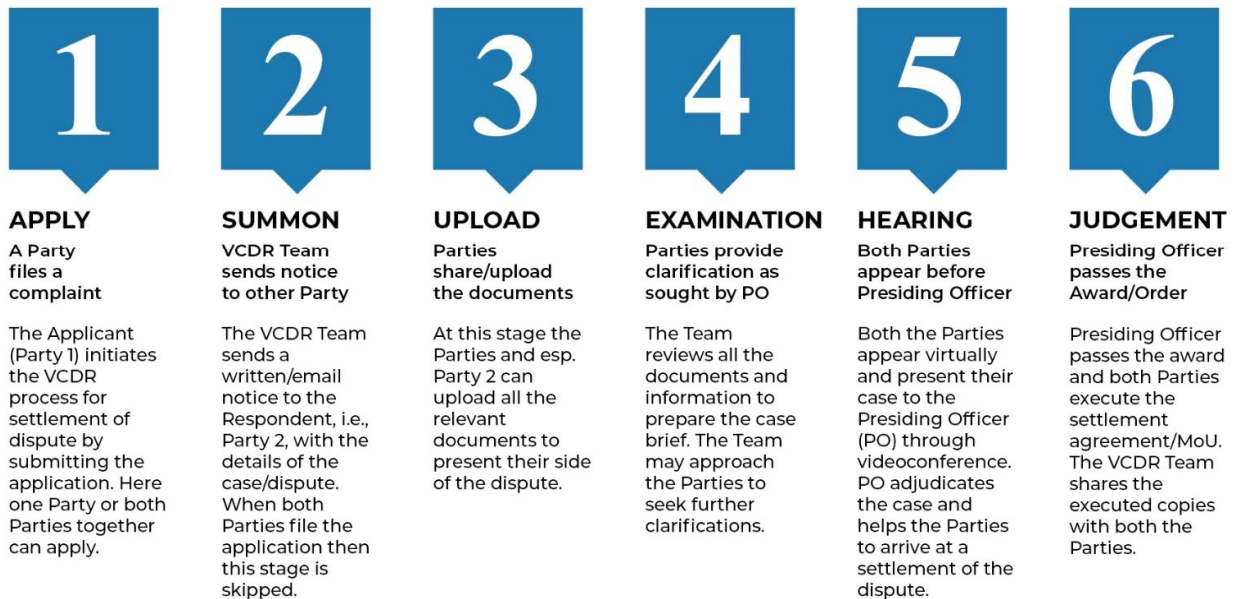 1
APPLY
A Party
files a
complaint
The Applicant
(Party 1) initiates
the VCDR
process for
settlement of
dispute by
submitting the
application. Here
one Party or both
Parties together
can apply.
2
SUMMON
VCDR Team
sends notice
to other Party
The VCDR Team
sends a
written/email
notice to the
Respondent, i.e.,
Party 2, with the
details of the
case/dispute.
When both
Parties file the
application then
this stage is
skipped.
3
UPLOAD
Parties
share/upload
the documents
At this stage the
Parties and esp.
Party 2 can
upload all the
relevant
documents to
present their side
of the dispute.
4
EXAMINATION
Parties provide
clarification as
sought by PO
The Team
reviews all the
documents and
information to
prepare the case
brief. The Team
may approach
the Parties to
seek further
clarifications.
5
HEARING
Both Parties
appear before
Presiding Officer
Both the Parties
appear virtually
and present their
case to the
Presiding Officer
(PO) through
videoconference.
PO adjudicates
the case and
helps the Parties
to arrive at a
settlement of the
dispute.
6
JUDGEMENT
Presiding Officer
passes the
Award/Order
Presiding Officer
passes the award
and both Parties
execute the
settlement
agreement/MoU.
The VCDR Team
shares the
executed copies
with both the
Parties.